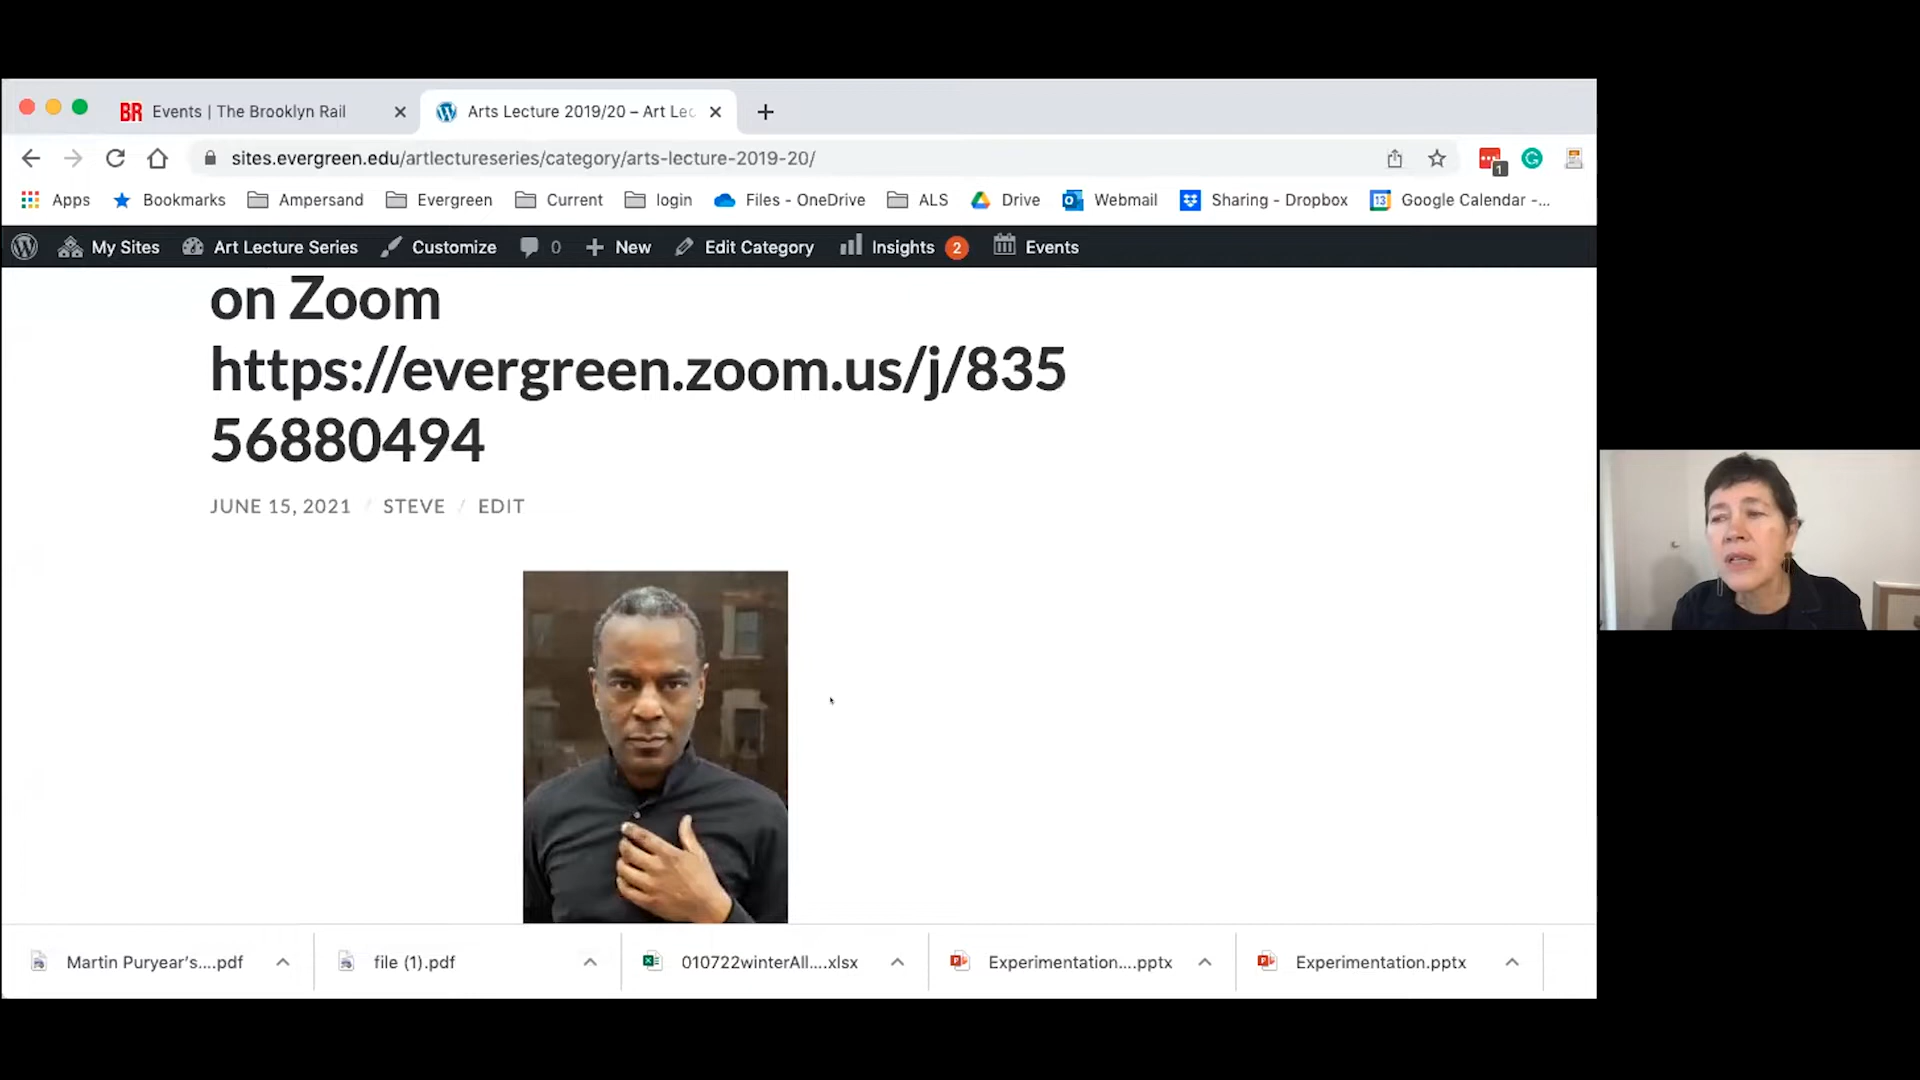 BR Events | The Brooklyn Rail
Arts Lecture 2019/20 – Art Lec
sites.evergreen.edu/artlectureseries/category/arts-lecture-2019-20/
1
Apps Bookmarks Ampersand Evergreen Current login Files - OneDrive ALS Drive Webmail Sharing - Dropbox 13 Google Calendar -...
My Sites Art Lecture Series Customize 0 New Edit Category Insights 2 Events
on Zoom
https://evergreen.zoom.us/j/835
56880494
JUNE 15, 2021 / STEVE / EDIT
Martin Puryear's....pdf file (1).pdf 010722winterAll....xlsx Experimentation....pptx Experimentation.pptx